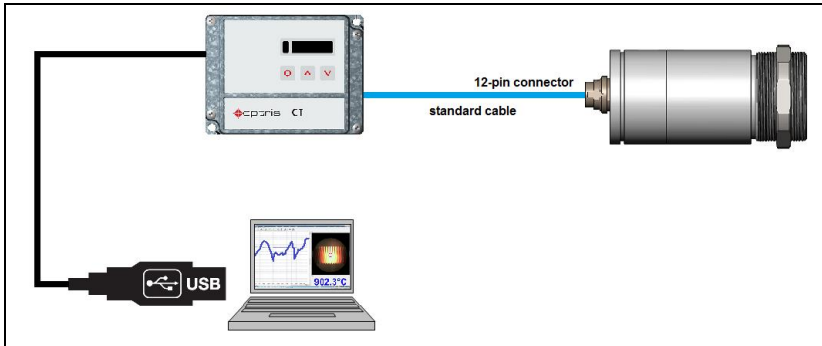 optris CT
12-pin connector
standard cable
USB
902.3°C